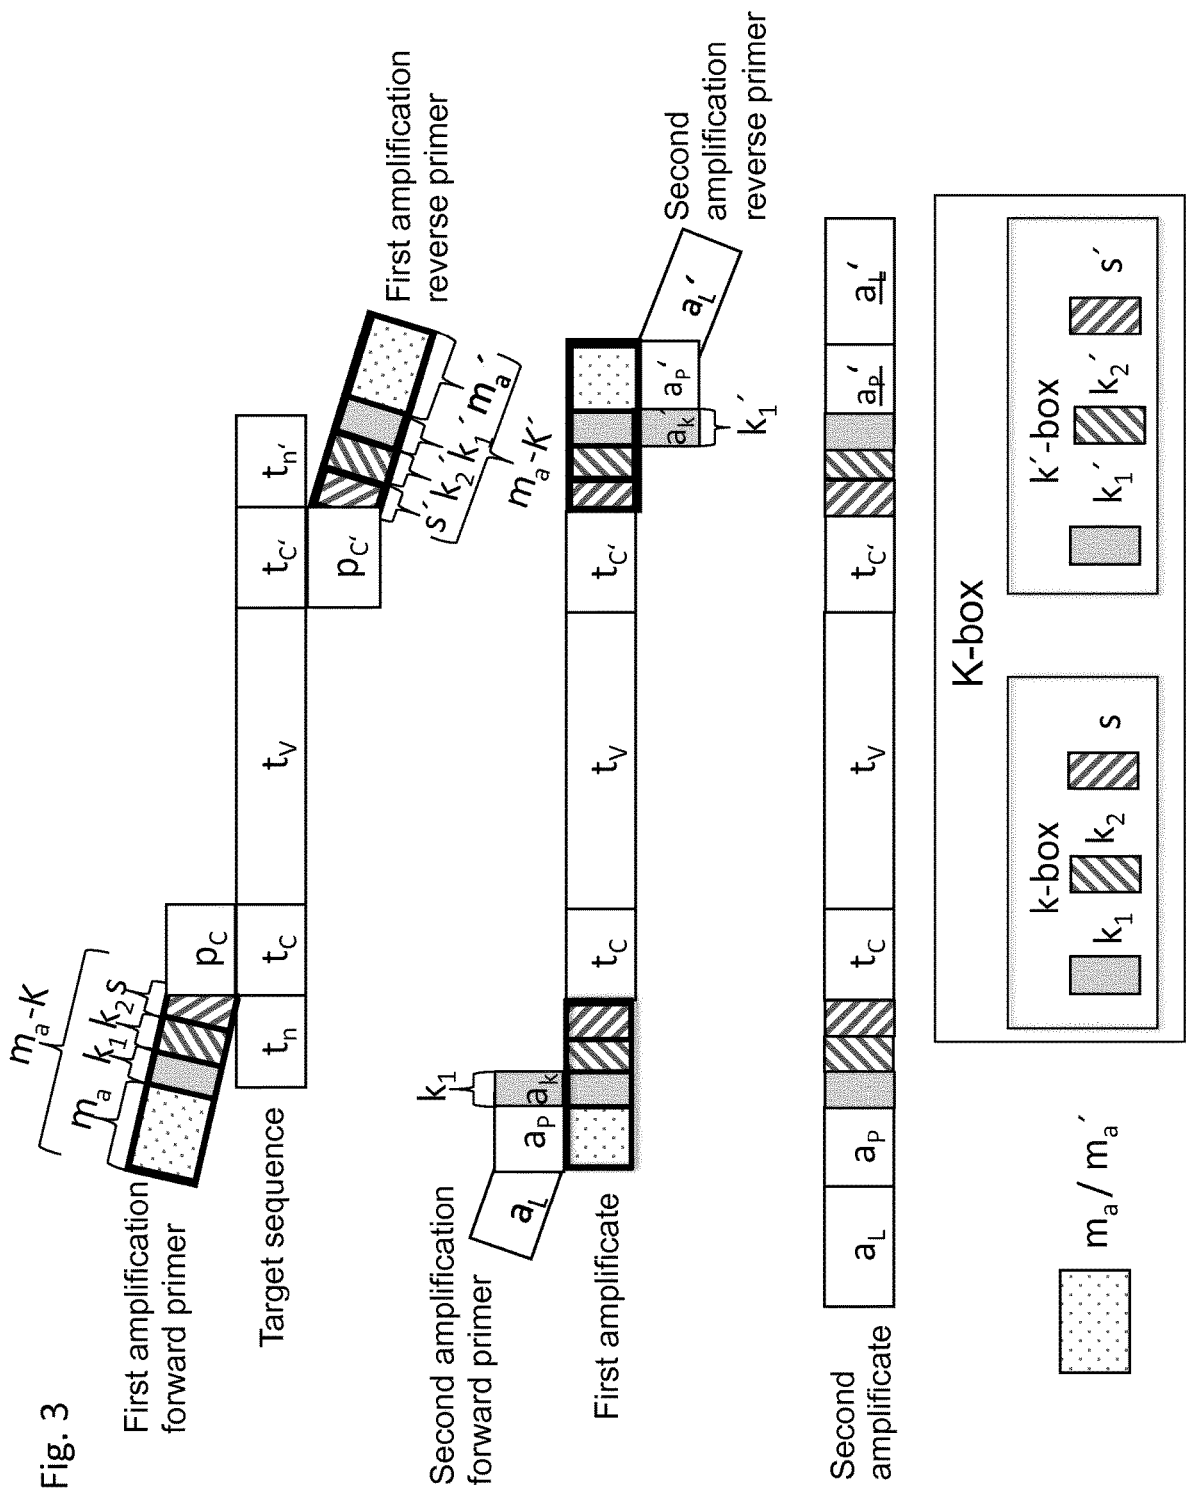 Fig. 3
m_a-K
m_a k_1 k_2 s
First amplification
forward primer
p_C
Target sequence
t_n t_C t_V t_C‘ t_n‘
p_C‘
s´ k_2´ k_1´ m_a´
m_a-K´
First amplification
reverse primer
Second amplification
forward primer
k_1
a_L a_P a_k
First amplificate
t_C t_V t_C‘
a_k´ a_P‘ a_L‘
k_1´
Second
amplification
reverse primer
Second
amplificate
a_L a_P t_C t_V t_C‘ a_P‘ a_L‘
m_a / m_a´
K-box
k-box
k_1 k_2 s
k´-box
k_1´ k_2´ s´